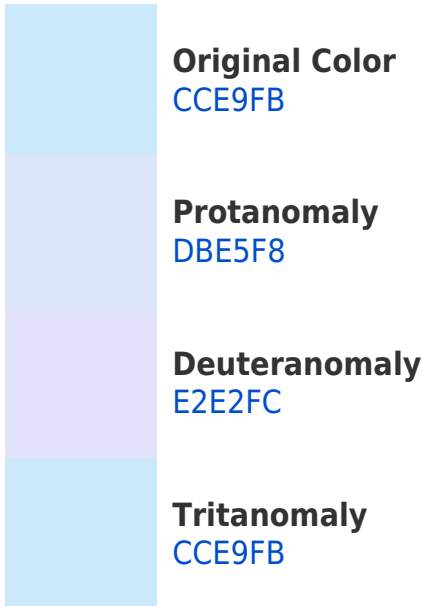 Original Color
CCE9FB
Protanomaly
DBE5F8
Deuteranomaly
E2E2FC
Tritanomaly
CCE9FB